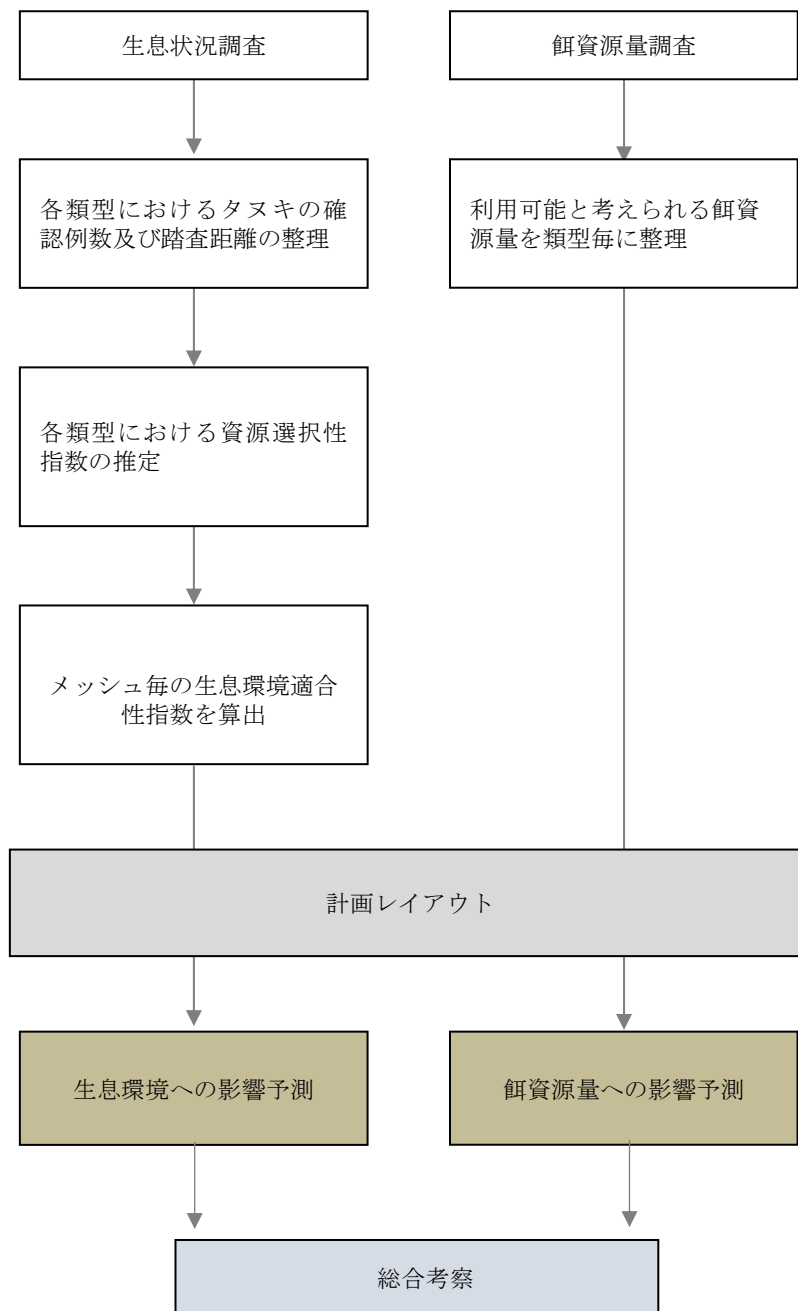 生息状況調査
餌資源量調査
各類型におけるタヌキの確
認例数及び踏査距離の整理
利用可能と考えられる餌資
源量を類型毎に整理
各類型における資源選択性
指数の推定
メッシュ毎の生息環境適合
性指数を算出
計画レイアウト
生息環境への影響予測
餌資源量への影響予測
総合考察